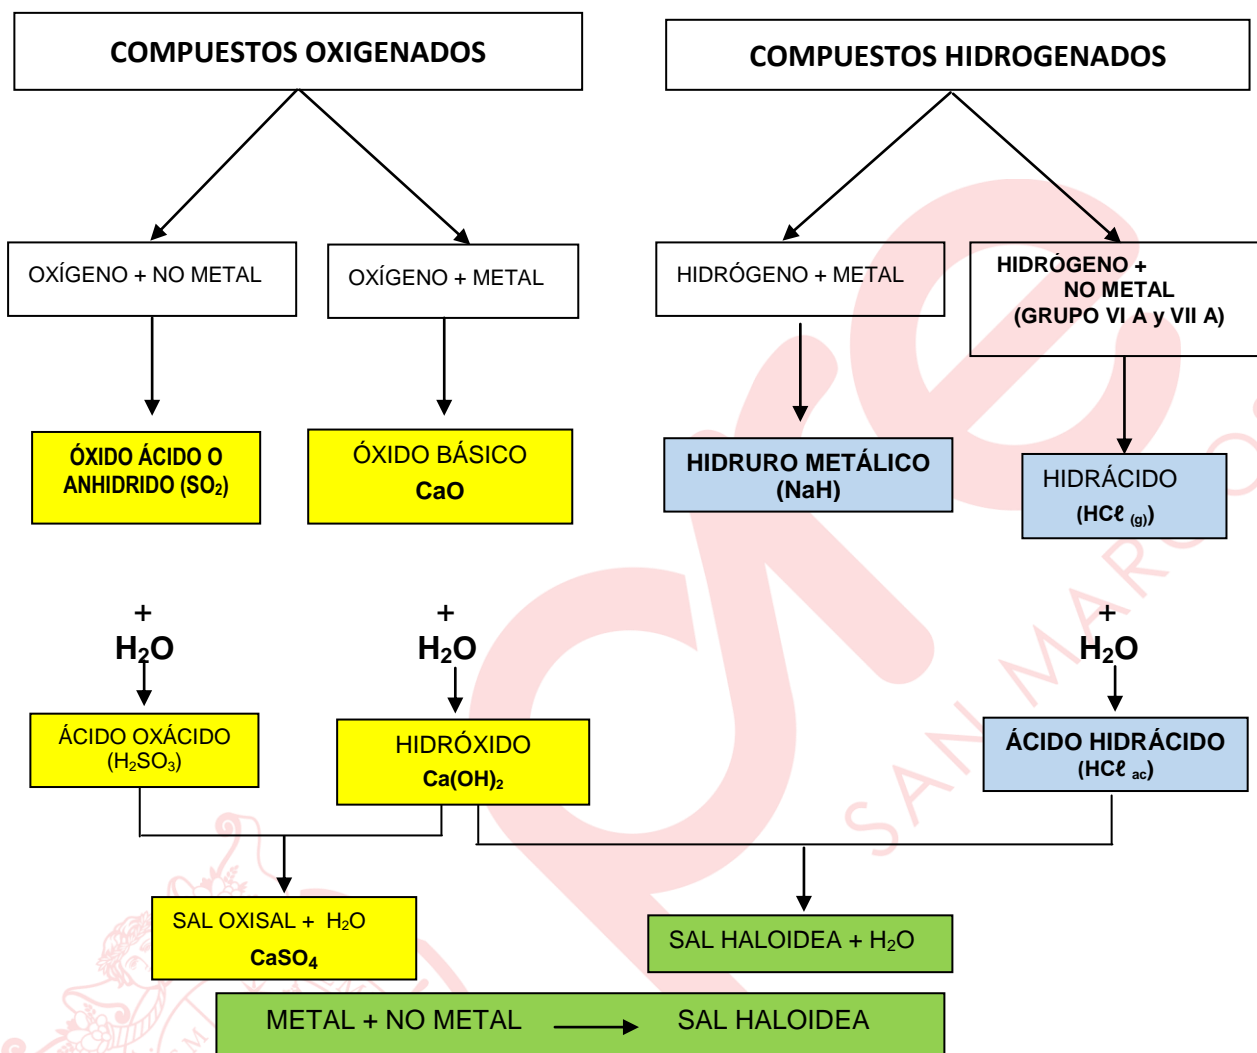 COMPUESTOS OXIGENADOS
COMPUESTOS HIDROGENADOS
OXÍGENO + NO METAL
OXÍGENO + METAL
HIDRÓGENO + METAL
HIDRÓGENO +
NO METAL
(GRUPO VI A y VII A)
ÓXIDO ÁCIDO O
ANHIDRIDO (SO₂)
ÓXIDO BÁSICO
CaO
HIDRURO METÁLICO
(NaH)
HIDRÁCIDO
(HCℓ (g))
+
H₂O
+
H₂O
+
H₂O
ÁCIDO OXÁCIDO
(H₂SO₃)
HIDRÓXIDO
Ca(OH)₂
ÁCIDO HIDRÁCIDO
(HCℓ ac)
SAL OXISAL + H₂O
CaSO₄
SAL HALOIDEA + H₂O
METAL + NO METAL → SAL HALOIDEA
SAN MARCOS